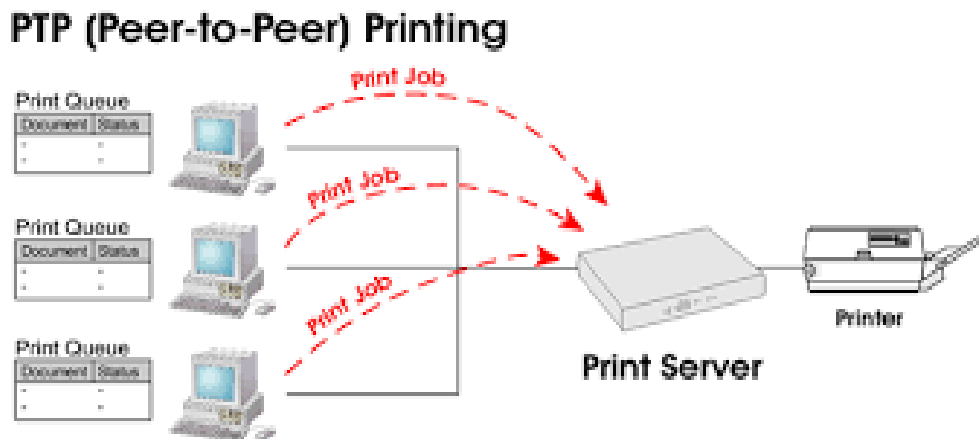 PTP (Peer-to-Peer) Printing
Print Job
Print Queue
Document Status
Print Job
Print Queue
Document Status
Print Job
Print Queue
Document Status
Print Server
Printer